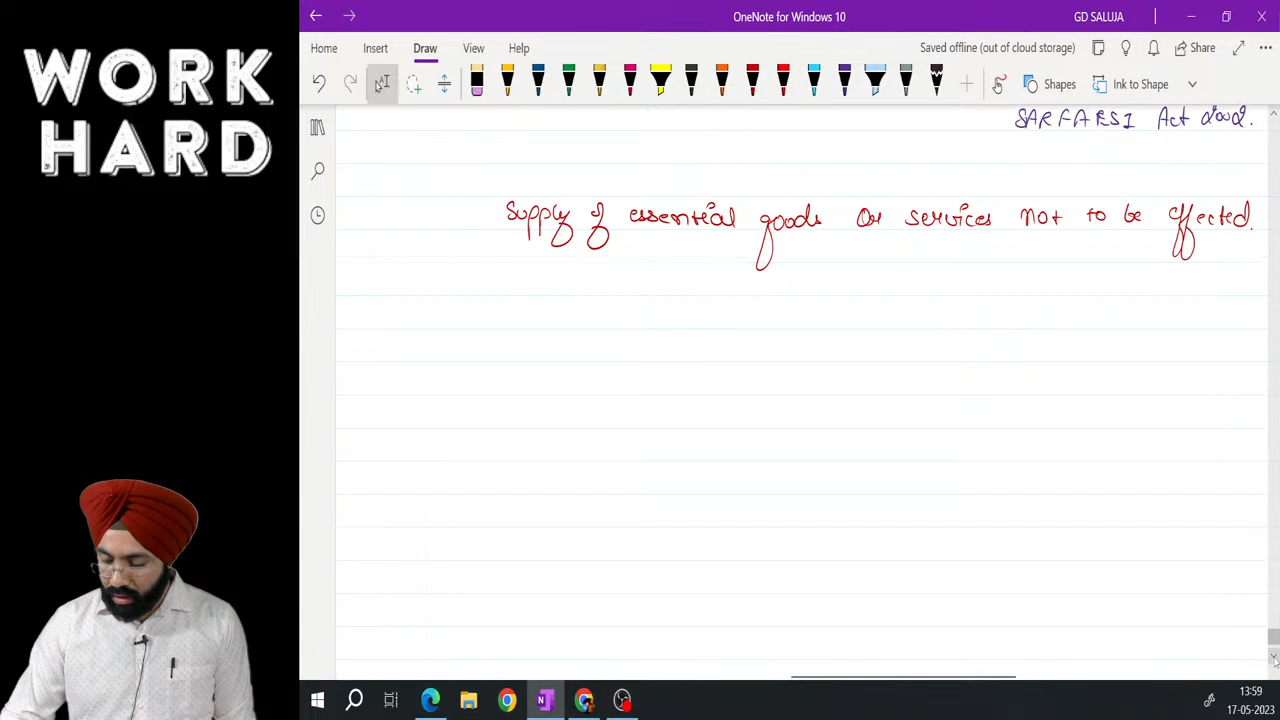 WORK
HARD
OneNote for Windows 10
GD SALUJA
Home Insert Draw View Help
Saved offline (out of cloud storage)
Share
Shapes
Ink to Shape
SARFARSI Act 2002.
Supply of essential goods or services not to be effected.
13:59
17-05-2023